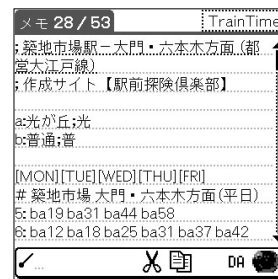 メモ 28 / 53
TrainTime
;築地市場駅－大門・六本木方面 (都
営大江戸線)
;作成サイト【駅前探険倶楽部】
a:光が丘;光
b:普通;普
[MON][TUE][WED][THU][FRI]
# 築地市場 大門・六本木方面(平日)
5: ba19 ba31 ba44 ba58
6: ba12 ba18 ba25 ba31 ba37 ba42
DA